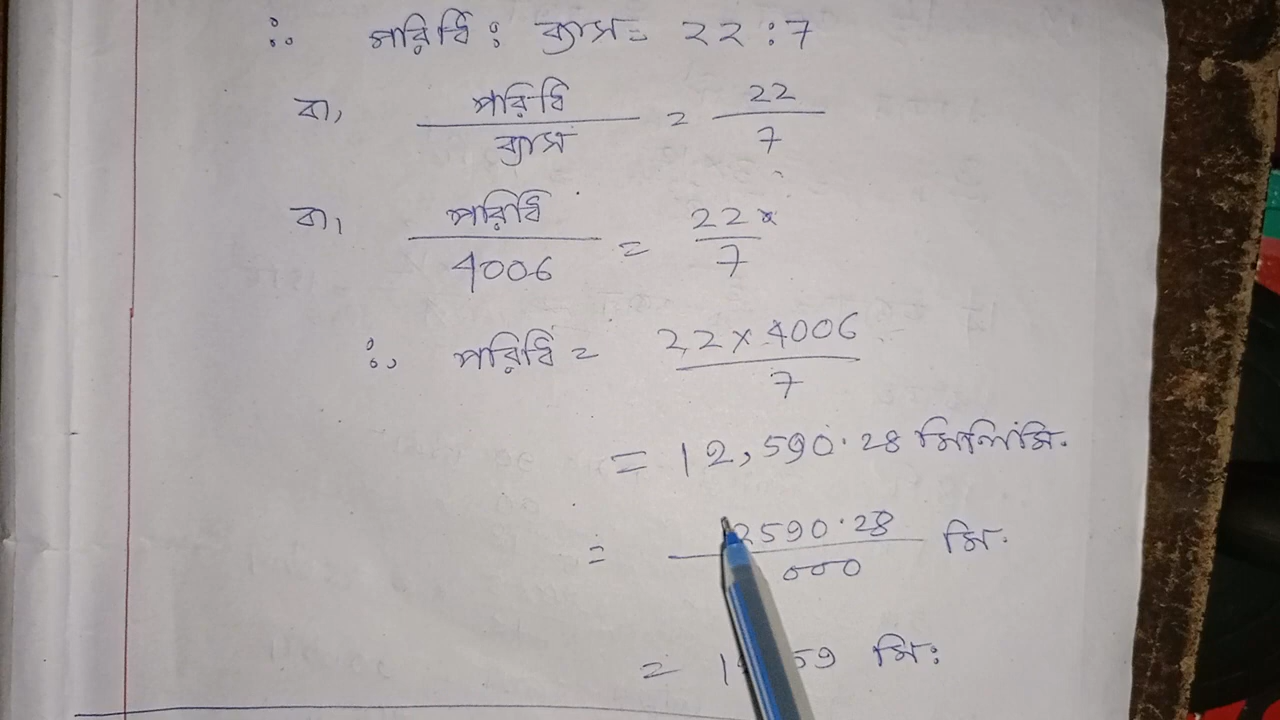 ∴ পরিধি : ব্যাস = 22 : 7
বা, পরিধি / ব্যাস = 22 / 7
বা, পরিধি / 4006 = 22 / 7
∴ পরিধি = 22 × 4006 / 7
= 12,590.28 মিলিমি.
= 2590.28 / 000 মি.
= 1 59 মি: